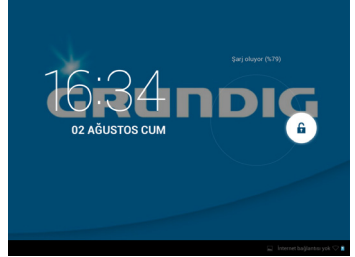 Şarj oluyor (%79)
16:34
GRUNDIG
02 AĞUSTOS CUM
İnternet bağlantısı yok